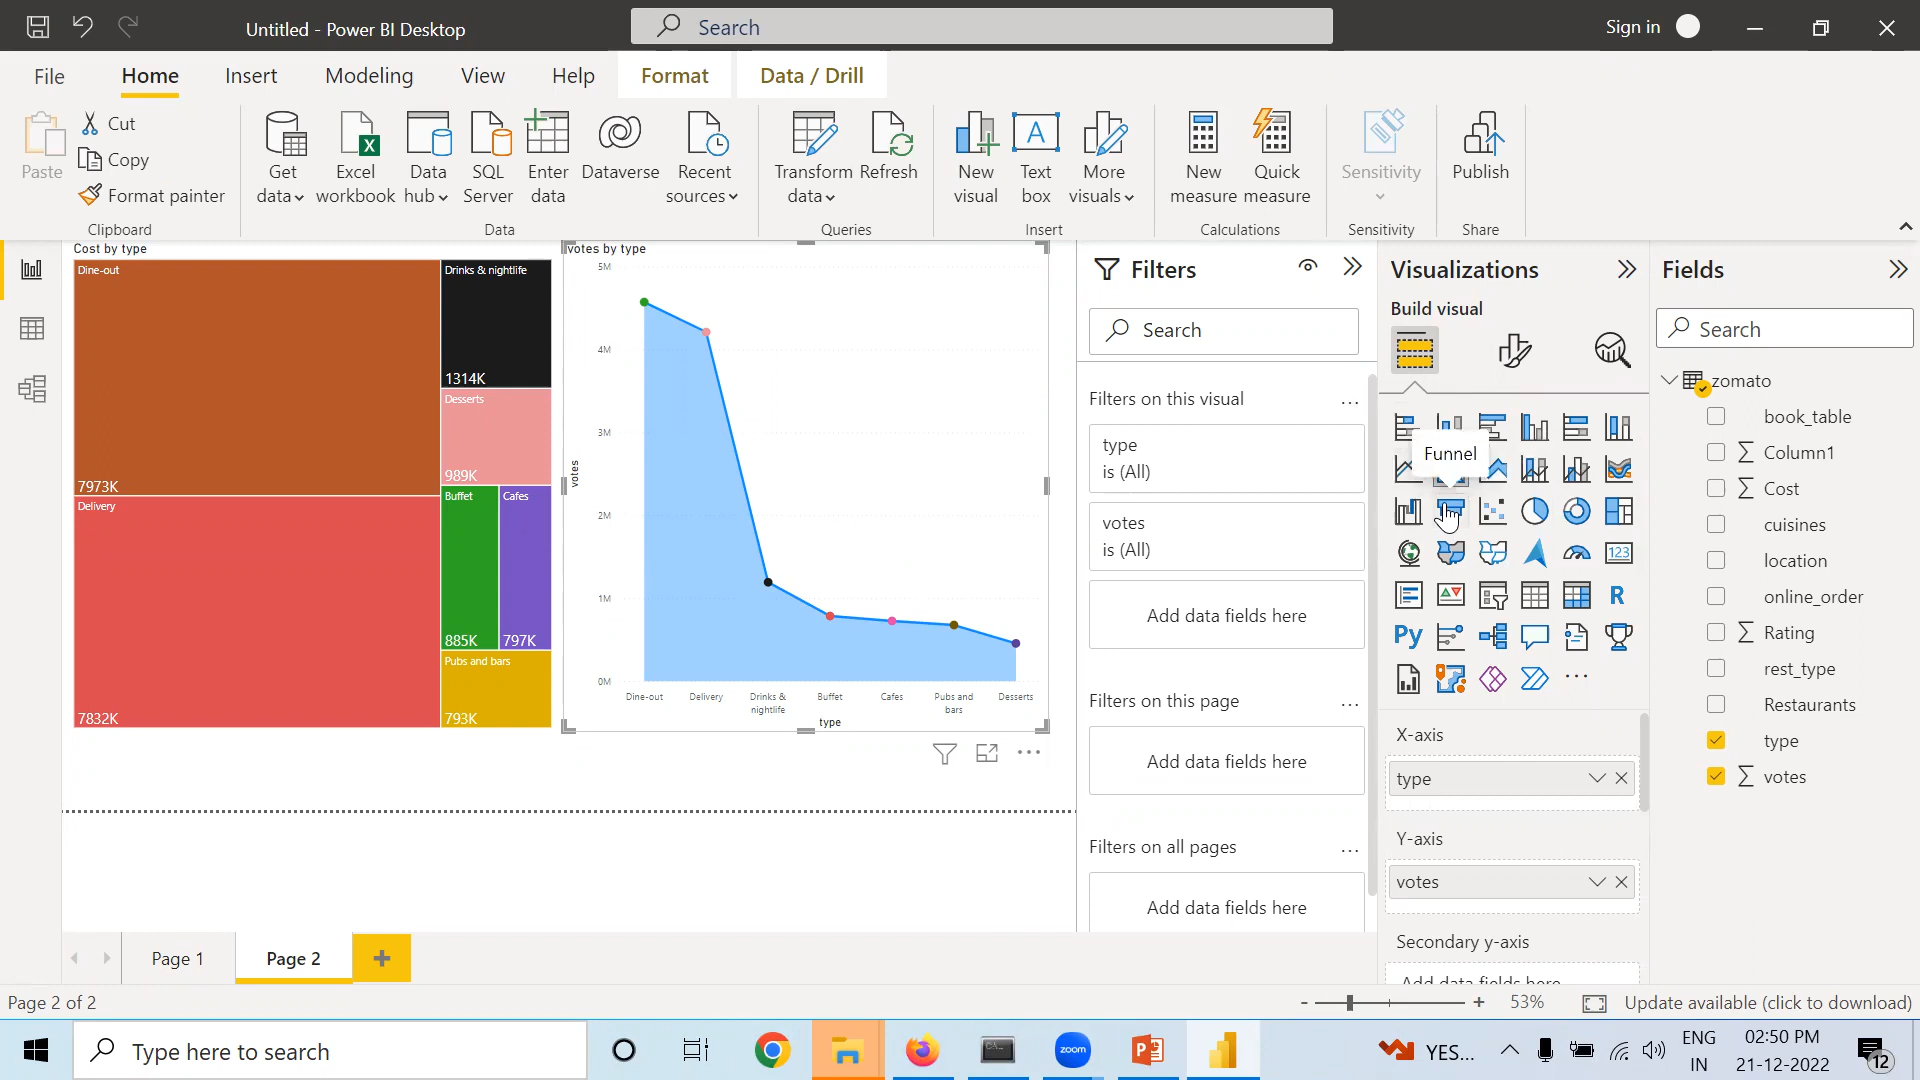 Untitled - Power BI Desktop
Search
Sign in
File
Home
Insert
Modeling
View
Help
Format
Data / Drill
Paste
Cut
Copy
Format painter
Clipboard
Get data
Excel workbook
Data hub
SQL Server
Enter data
Dataverse
Recent sources
Data
Transform data
Refresh
Queries
New visual
Text box
More visuals
Insert
New measure
Quick measure
Calculations
Sensitivity
Sensitivity
Publish
Share
Cost by type
Dine-out
7973K
Delivery
7832K
Drinks & nightlife
1314K
Desserts
989K
Buffet
885K
Cafes
797K
Pubs and bars
793K
votes by type
5M
4M
3M
2M
1M
0M
votes
Dine-out
Delivery
Drinks & nightlife
Buffet
Cafes
Pubs and bars
Desserts
type
Filters
Search
Filters on this visual
...
type
is (All)
votes
is (All)
Add data fields here
Filters on this page
...
Add data fields here
Filters on all pages
...
Add data fields here
Visualizations
Build visual
Funnel
123
R
Py
...
X-axis
type
Y-axis
votes
Secondary y-axis
Add data fields here
Fields
Search
zomato
book_table
Column1
Cost
cuisines
location
online_order
Rating
rest_type
Restaurants
type
votes
Page 1
Page 2
+
Page 2 of 2
-
+
53%
Update available (click to download)
Type here to search
zoom
YES...
ENG
IN
02:50 PM
21-12-2022
12